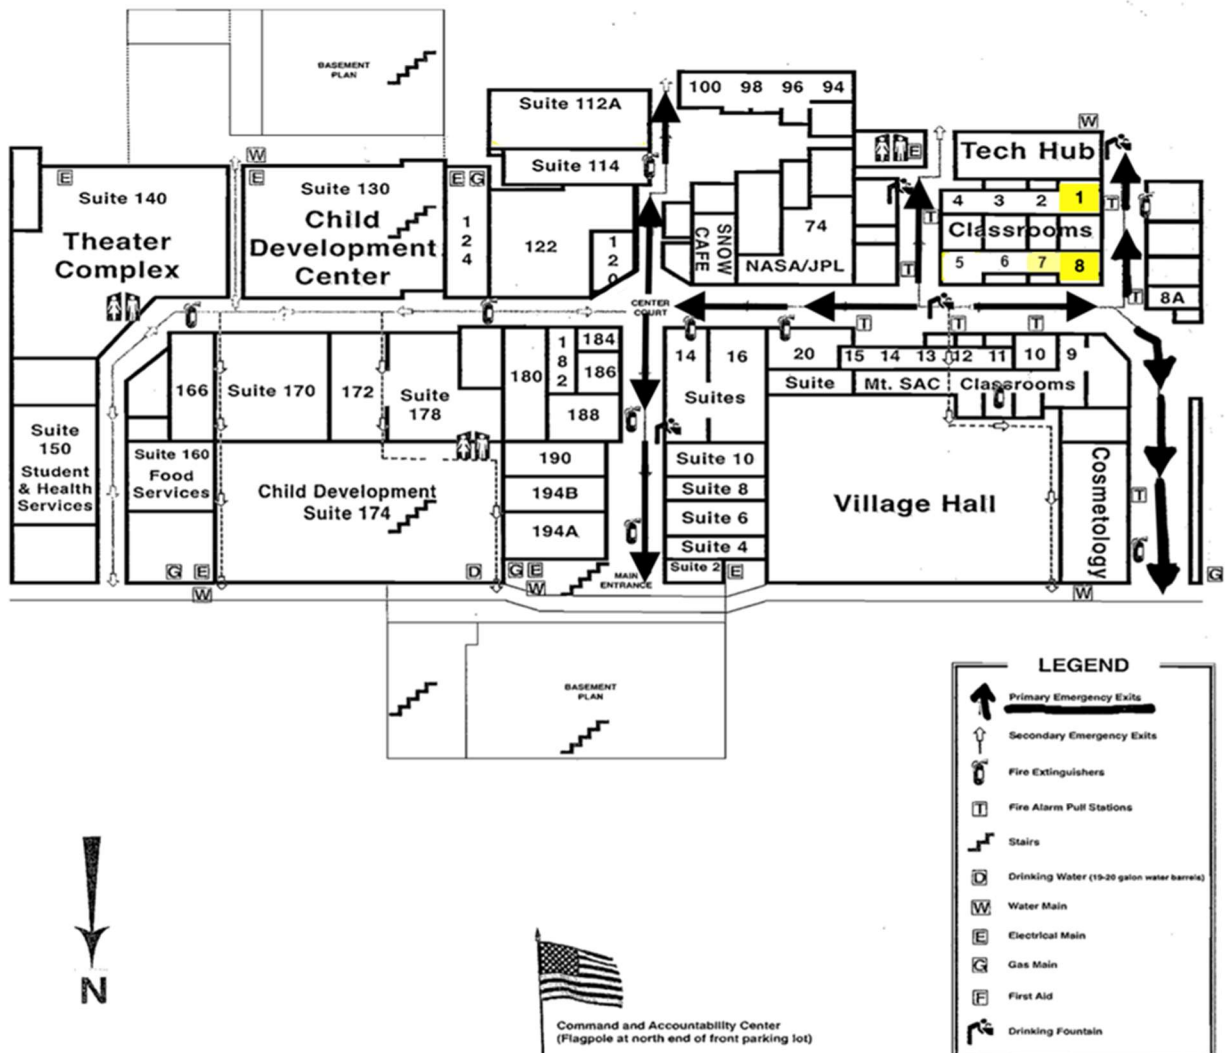 BASEMENT
PLAN
Suite 112A
100 98 96 94
W
Suite 114
E
Tech Hub
W
E
Suite 140
Theater
Complex
E
Suite 130
Child
Development
Center
E G
1
2
4
122
1
2
0
SNOW
CAFE
74
NASA/JPL
T
T
4 3 2 1
Classrooms
5 6 7 8
T
T
8A
CENTER
COURT
166
Suite 170
172
Suite
178
180
1
8
2
184
186
188
14
16
Suites
T
T
T
20
15 14 13 12 11 10 9
Suite
Mt. SAC Classrooms
Suite
150
Student
& Health
Services
Suite 160
Food
Services
Child Development
Suite 174
190
194B
194A
Suite 10
Suite 8
Suite 6
Suite 4
Suite 2
Village Hall
Cosmetology
T
G E
W
D
G E
W
MAIN
ENTRANCE
E
W
G
BASEMENT
PLAN
LEGEND
Primary Emergency Exits
Secondary Emergency Exits
Fire Extinguishers
T Fire Alarm Pull Stations
Stairs
D Drinking Water (19-20 galon water barrels)
W Water Main
E Electrical Main
G Gas Main
F First Aid
Drinking Fountain
N
Command and Accountability Center
(Flagpole at north end of front parking lot)